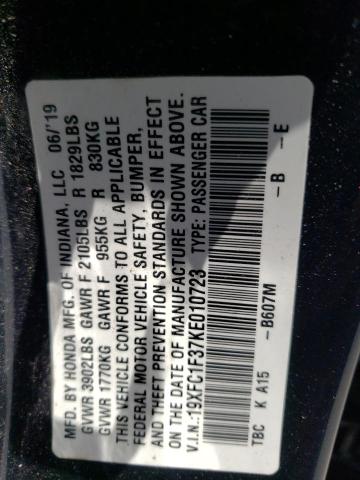 MFD. BY HONDA MFG. OF INDIANA, LLC 06/'19
GVWR 3902LBS GAWR F 2105LBS R 1829LBS
GVWR 1770KG GAWR F 955KG R 830KG
THIS VEHICLE CONFORMS TO ALL APPLICABLE
FEDERAL MOTOR VEHICLE SAFETY, BUMPER,
AND THEFT PREVENTION STANDARDS IN EFFECT
ON THE DATE OF MANUFACTURE SHOWN ABOVE.
V.I.N.:19XFC1F37KE010723 TYPE: PASSENGER CAR
TBC K A15 -B607M -B -E